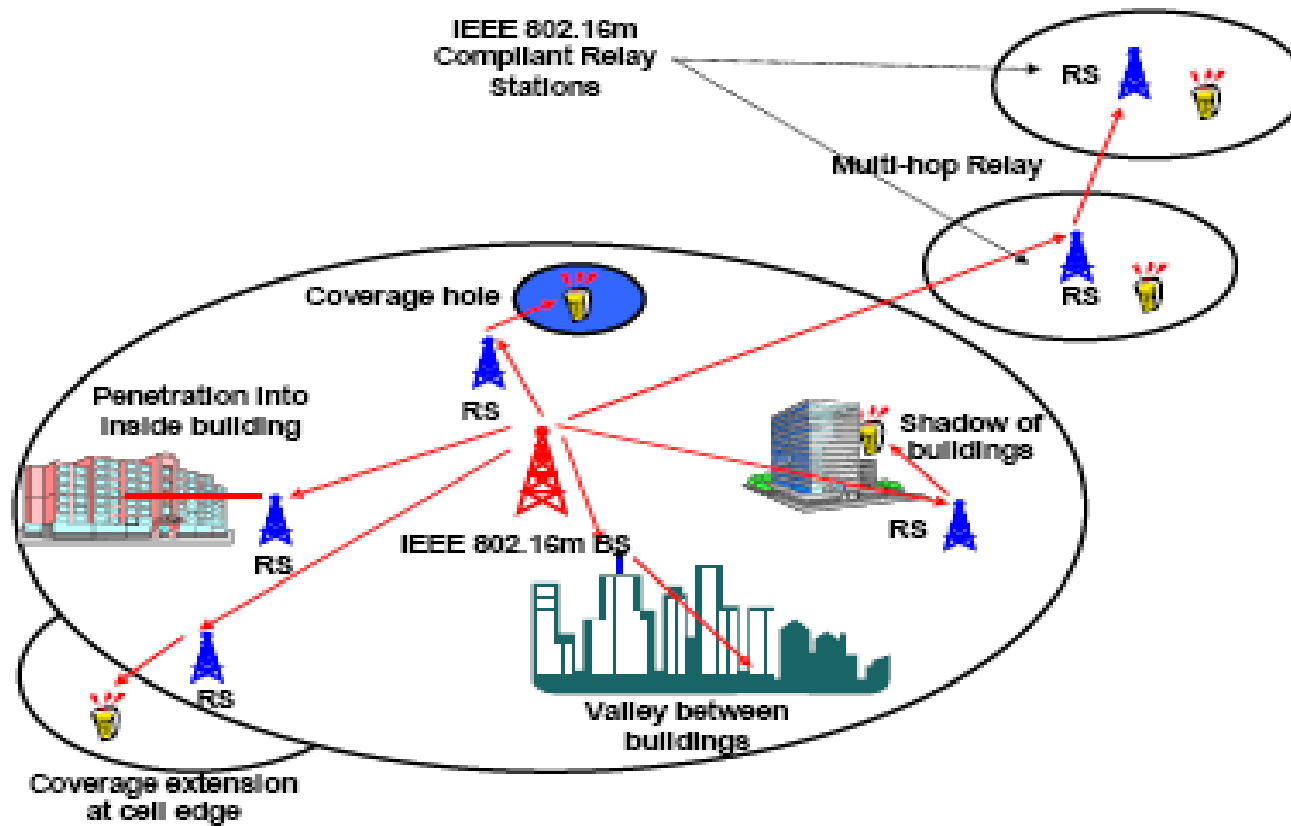 IEEE 802.16m
Compliant Relay
Stations
RS
Multi-hop Relay
RS
Coverage hole
RS
Penetration into
inside building
Shadow of
buildings
RS
RS
IEEE 802.16m BS
RS
Valley between
buildings
Coverage extension
at cell edge